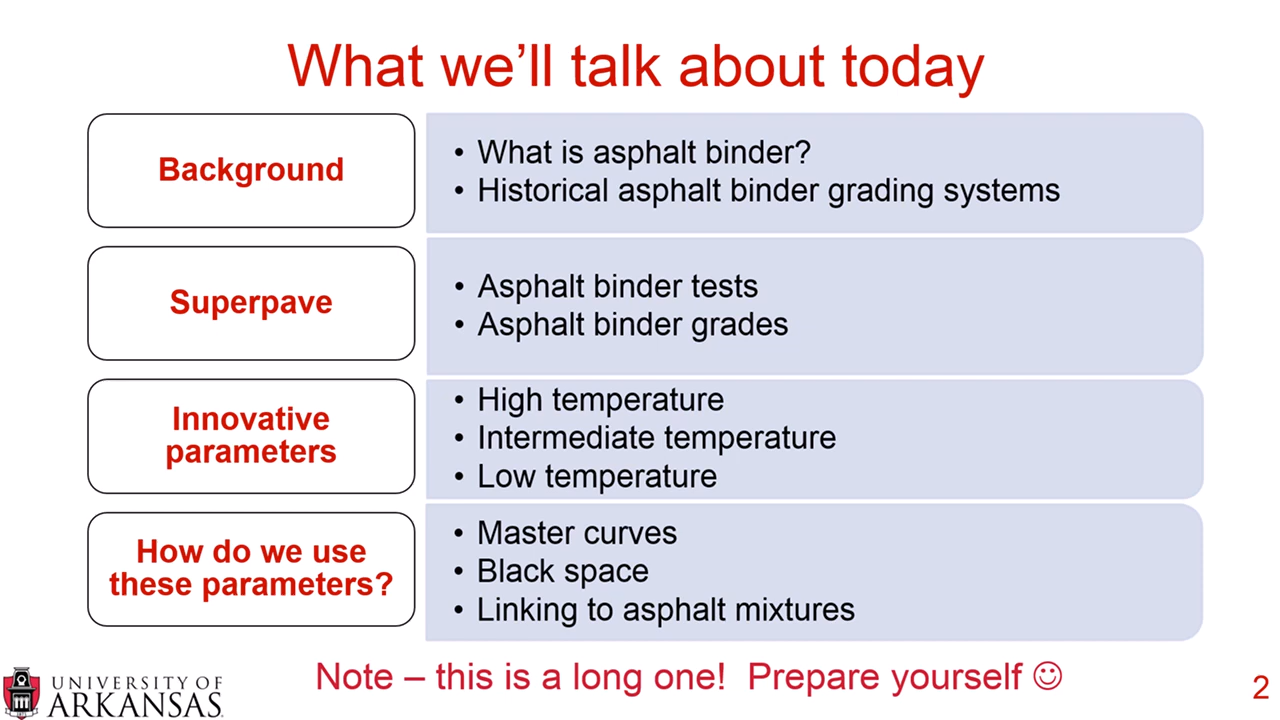 What we'll talk about today
Background
• What is asphalt binder?
• Historical asphalt binder grading systems
Superpave
• Asphalt binder tests
• Asphalt binder grades
Innovative
parameters
• High temperature
• Intermediate temperature
• Low temperature
How do we use
these parameters?
• Master curves
• Black space
• Linking to asphalt mixtures
Note – this is a long one!  Prepare yourself ☺
UNIVERSITY OF
ARKANSAS
2